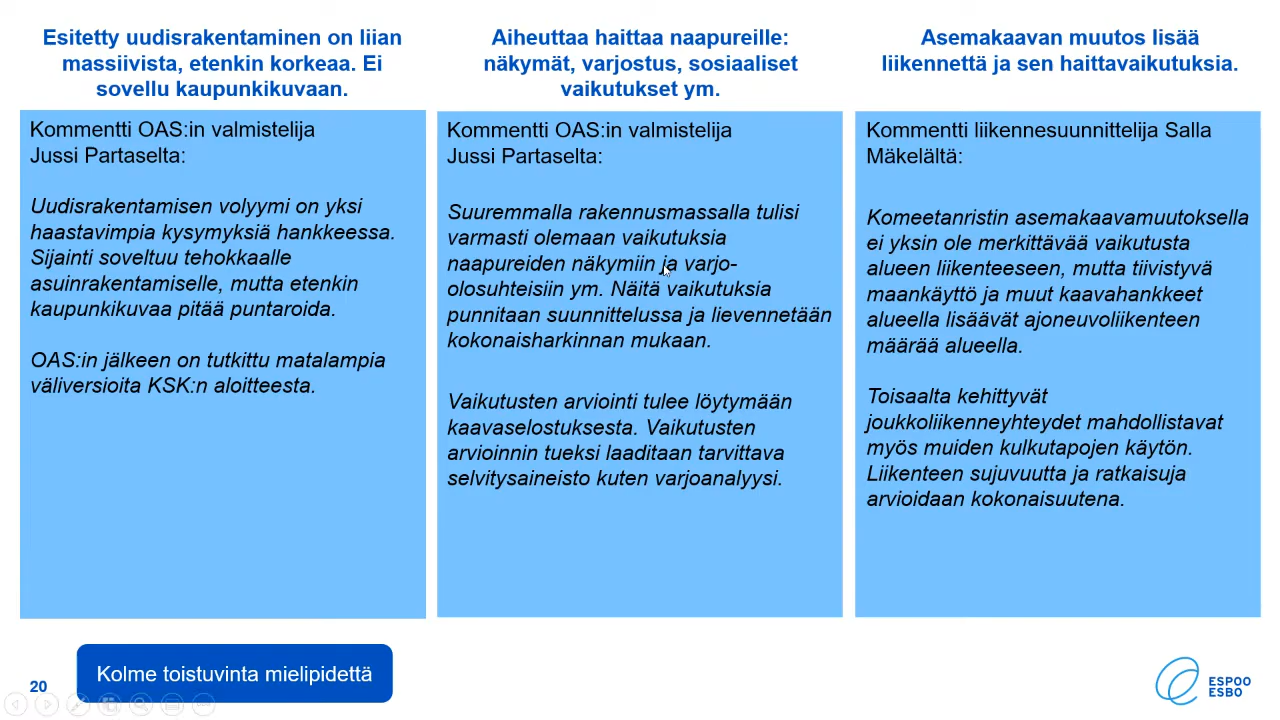 Esitetty uudisrakentaminen on liian
massiivista, etenkin korkeaa. Ei
sovellu kaupunkikuvaan.
Kommentti OAS:in valmistelija
Jussi Partaselta:
Uudisrakentamisen volyymi on yksi
haastavimpia kysymyksiä hankkeessa.
Sijainti soveltuu tehokkaalle
asuinrakentamiselle, mutta etenkin
kaupunkikuvaa pitää puntaroida.
OAS:in jälkeen on tutkittu matalampia
väliversioita KSK:n aloitteesta.
Aiheuttaa haittaa naapureille:
näkymät, varjostus, sosiaaliset
vaikutukset ym.
Kommentti OAS:in valmistelija
Jussi Partaselta:
Suuremmalla rakennusmassalla tulisi
varmasti olemaan vaikutuksia
naapureiden näkymiin ja varjo-
olosuhteisiin ym. Näitä vaikutuksia
punnitaan suunnittelussa ja lievennetään
kokonaisharkinnan mukaan.
Vaikutusten arviointi tulee löytymään
kaavaselostuksesta. Vaikutusten
arvioinnin tueksi laaditaan tarvittava
selvitysaineisto kuten varjoanalyysi.
Asemakaavan muutos lisää
liikennettä ja sen haittavaikutuksia.
Kommentti liikennesuunnittelija Salla
Mäkelältä:
Komeetanristin asemakaavamuutoksella
ei yksin ole merkittävää vaikutusta
alueen liikenteeseen, mutta tiivistyvä
maankäyttö ja muut kaavahankkeet
alueella lisäävät ajoneuvoliikenteen
määrää alueella.
Toisaalta kehittyvät
joukkoliikenneyhteydet mahdollistavat
myös muiden kulkutapojen käytön.
Liikenteen sujuvuutta ja ratkaisuja
arvioidaan kokonaisuutena.
20
Kolme toistuvinta mielipidettä
ESPOO
ESBO